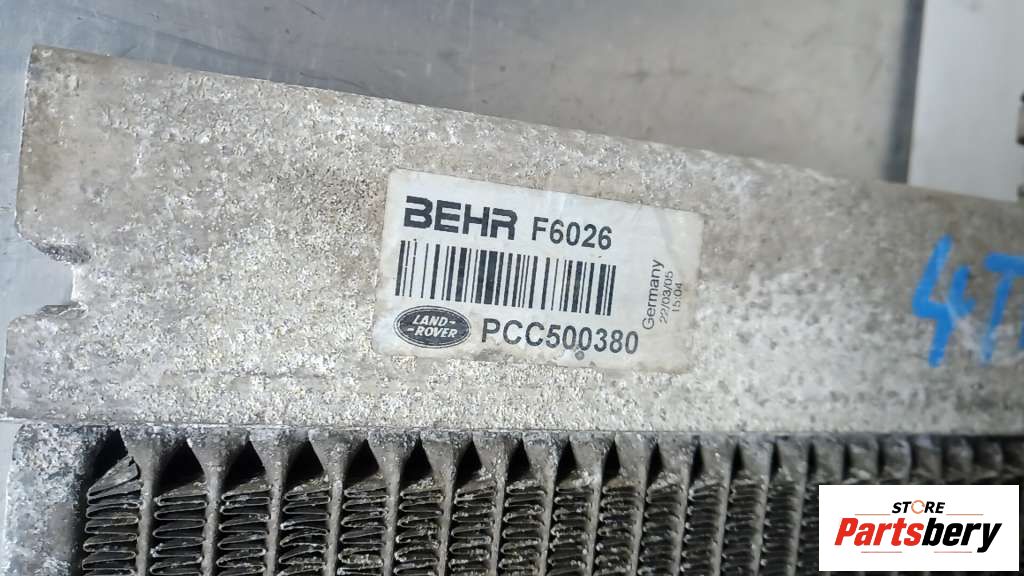 BEHR F6026
Germany
22/03/05
15:04
LAND-
-ROVER
PCC500380
STORE
Partsbery